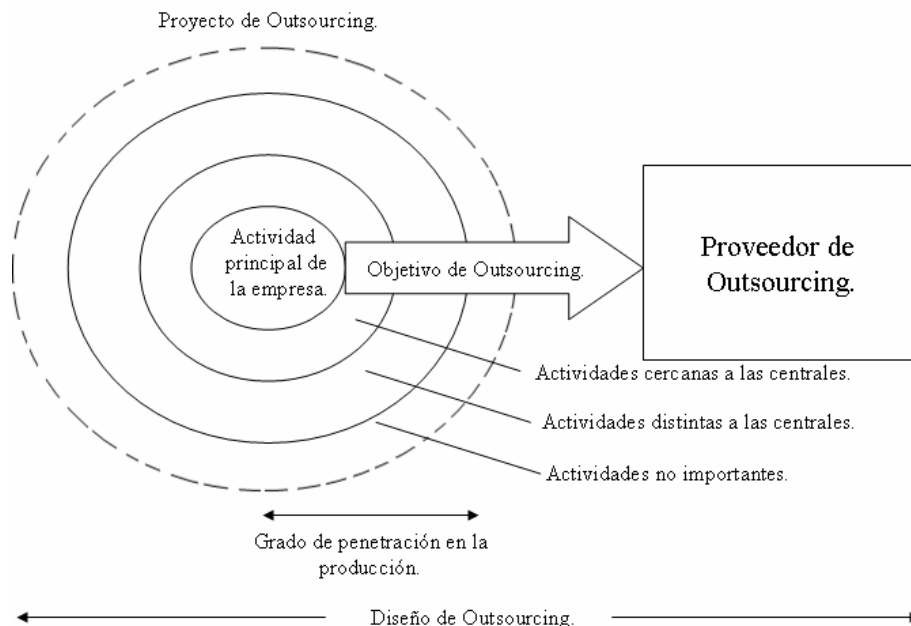 Proyecto de Outsourcing.
Actividad
principal de
la empresa.
Objetivo de Outsourcing.
Proveedor de
Outsourcing.
Actividades cercanas a las centrales.
Actividades distintas a las centrales.
Actividades no importantes.
Grado de penetración en la
producción.
Diseño de Outsourcing.